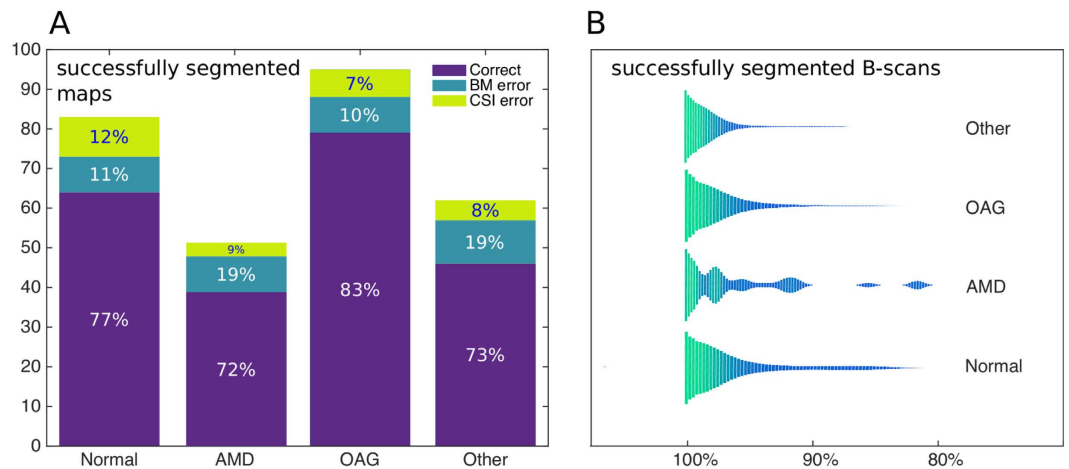 A
successfully segmented
maps
Correct
BM error
CSI error
100
90
80
70
60
50
40
30
20
10
0
12%
11%
77%
9%
19%
72%
7%
10%
83%
8%
19%
73%
Normal
AMD
OAG
Other
B
successfully segmented B-scans
Other
OAG
AMD
Normal
100%
90%
80%